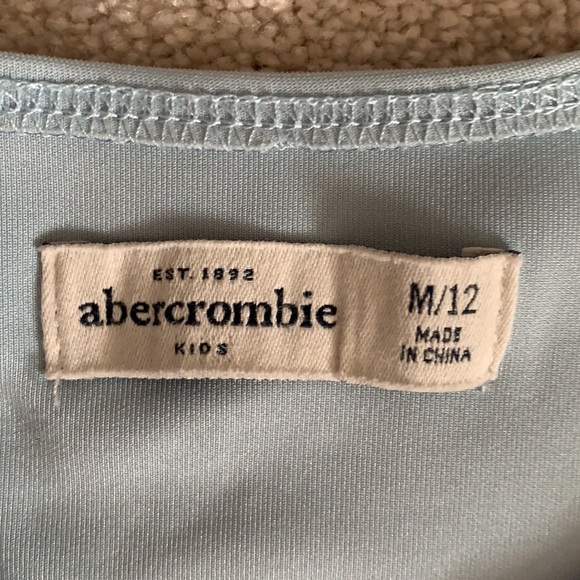 EST. 1892
abercrombie
KIDS
M/12
MADE
IN CHINA